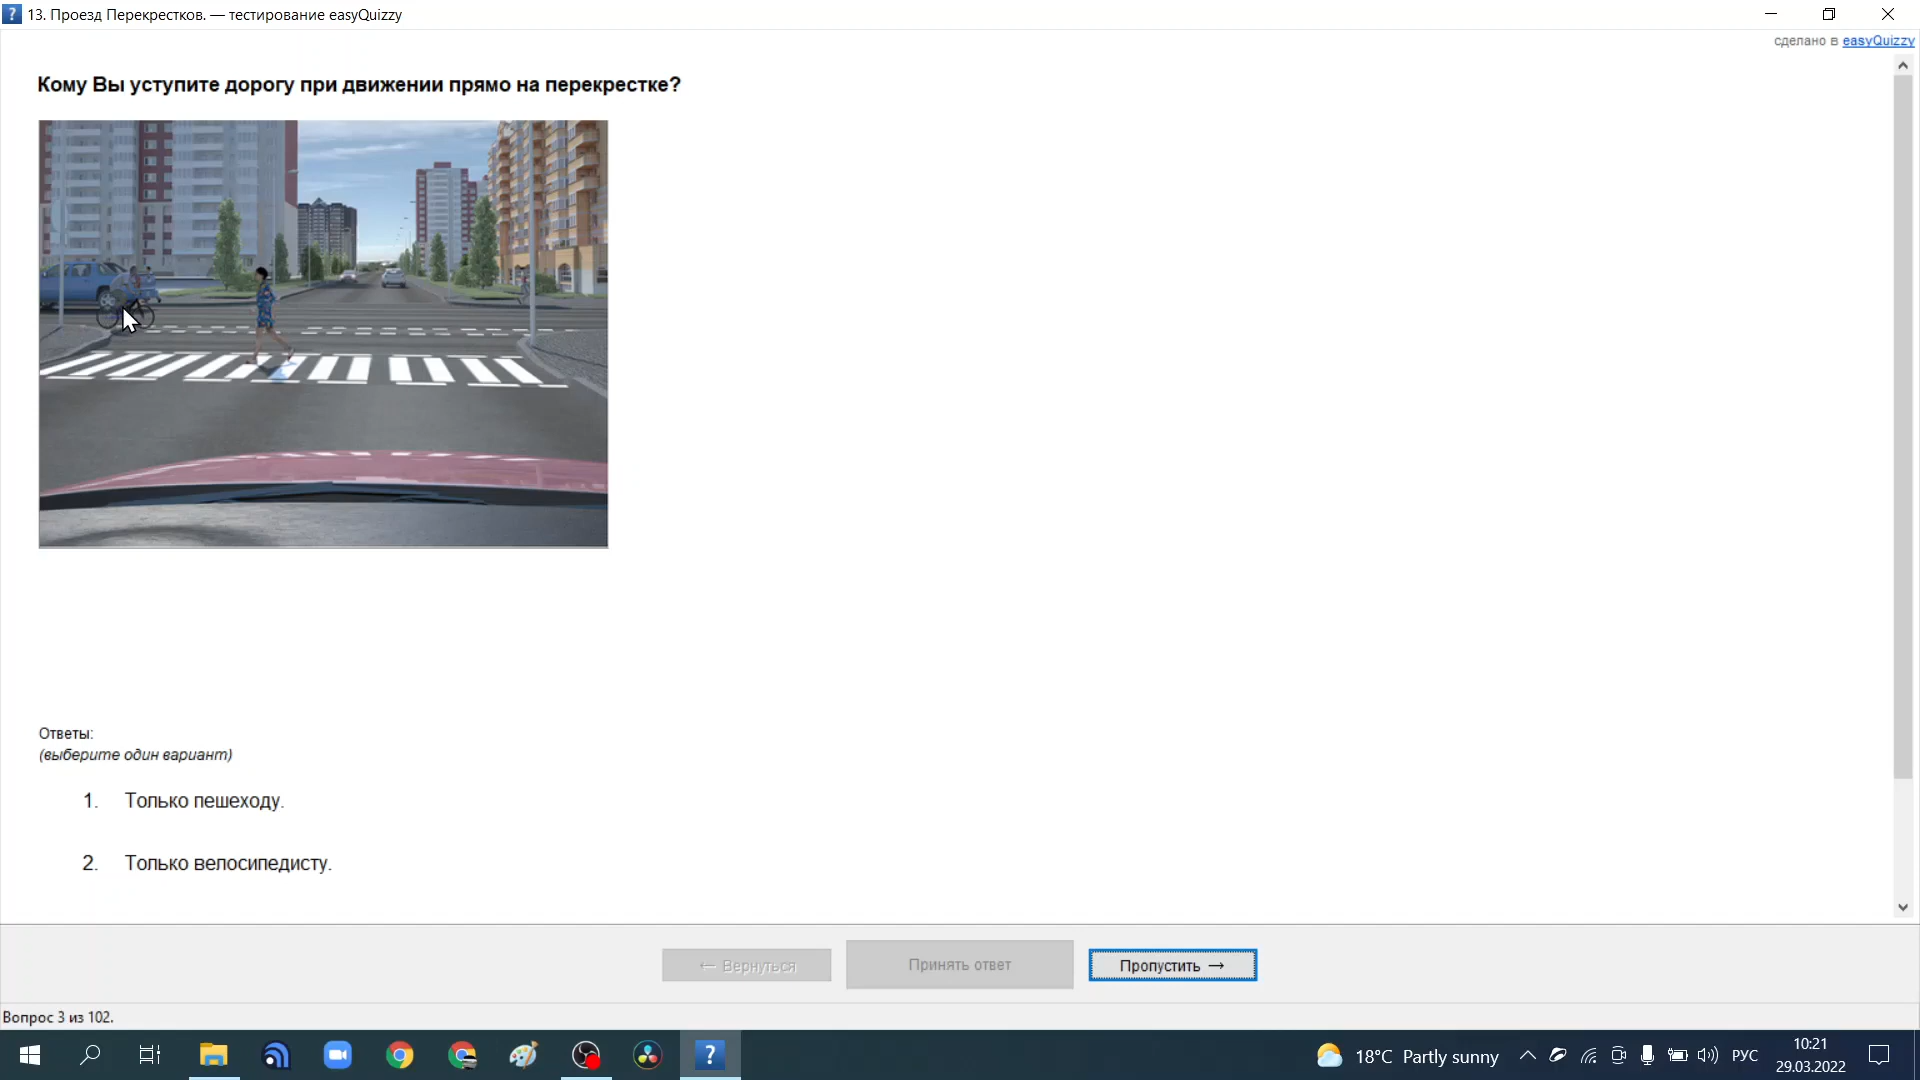 13. Проезд Перекрестков. — тестирование easyQuizzy
сделано в easyQuizzy
Кому Вы уступите дорогу при движении прямо на перекрестке?
Ответы:
(выберите один вариант)
1. Только пешеходу.
2. Только велосипедисту.
← Вернуться
Принять ответ
Пропустить →
Вопрос 3 из 102.
18°C Partly sunny
РУС
10:21
29.03.2022